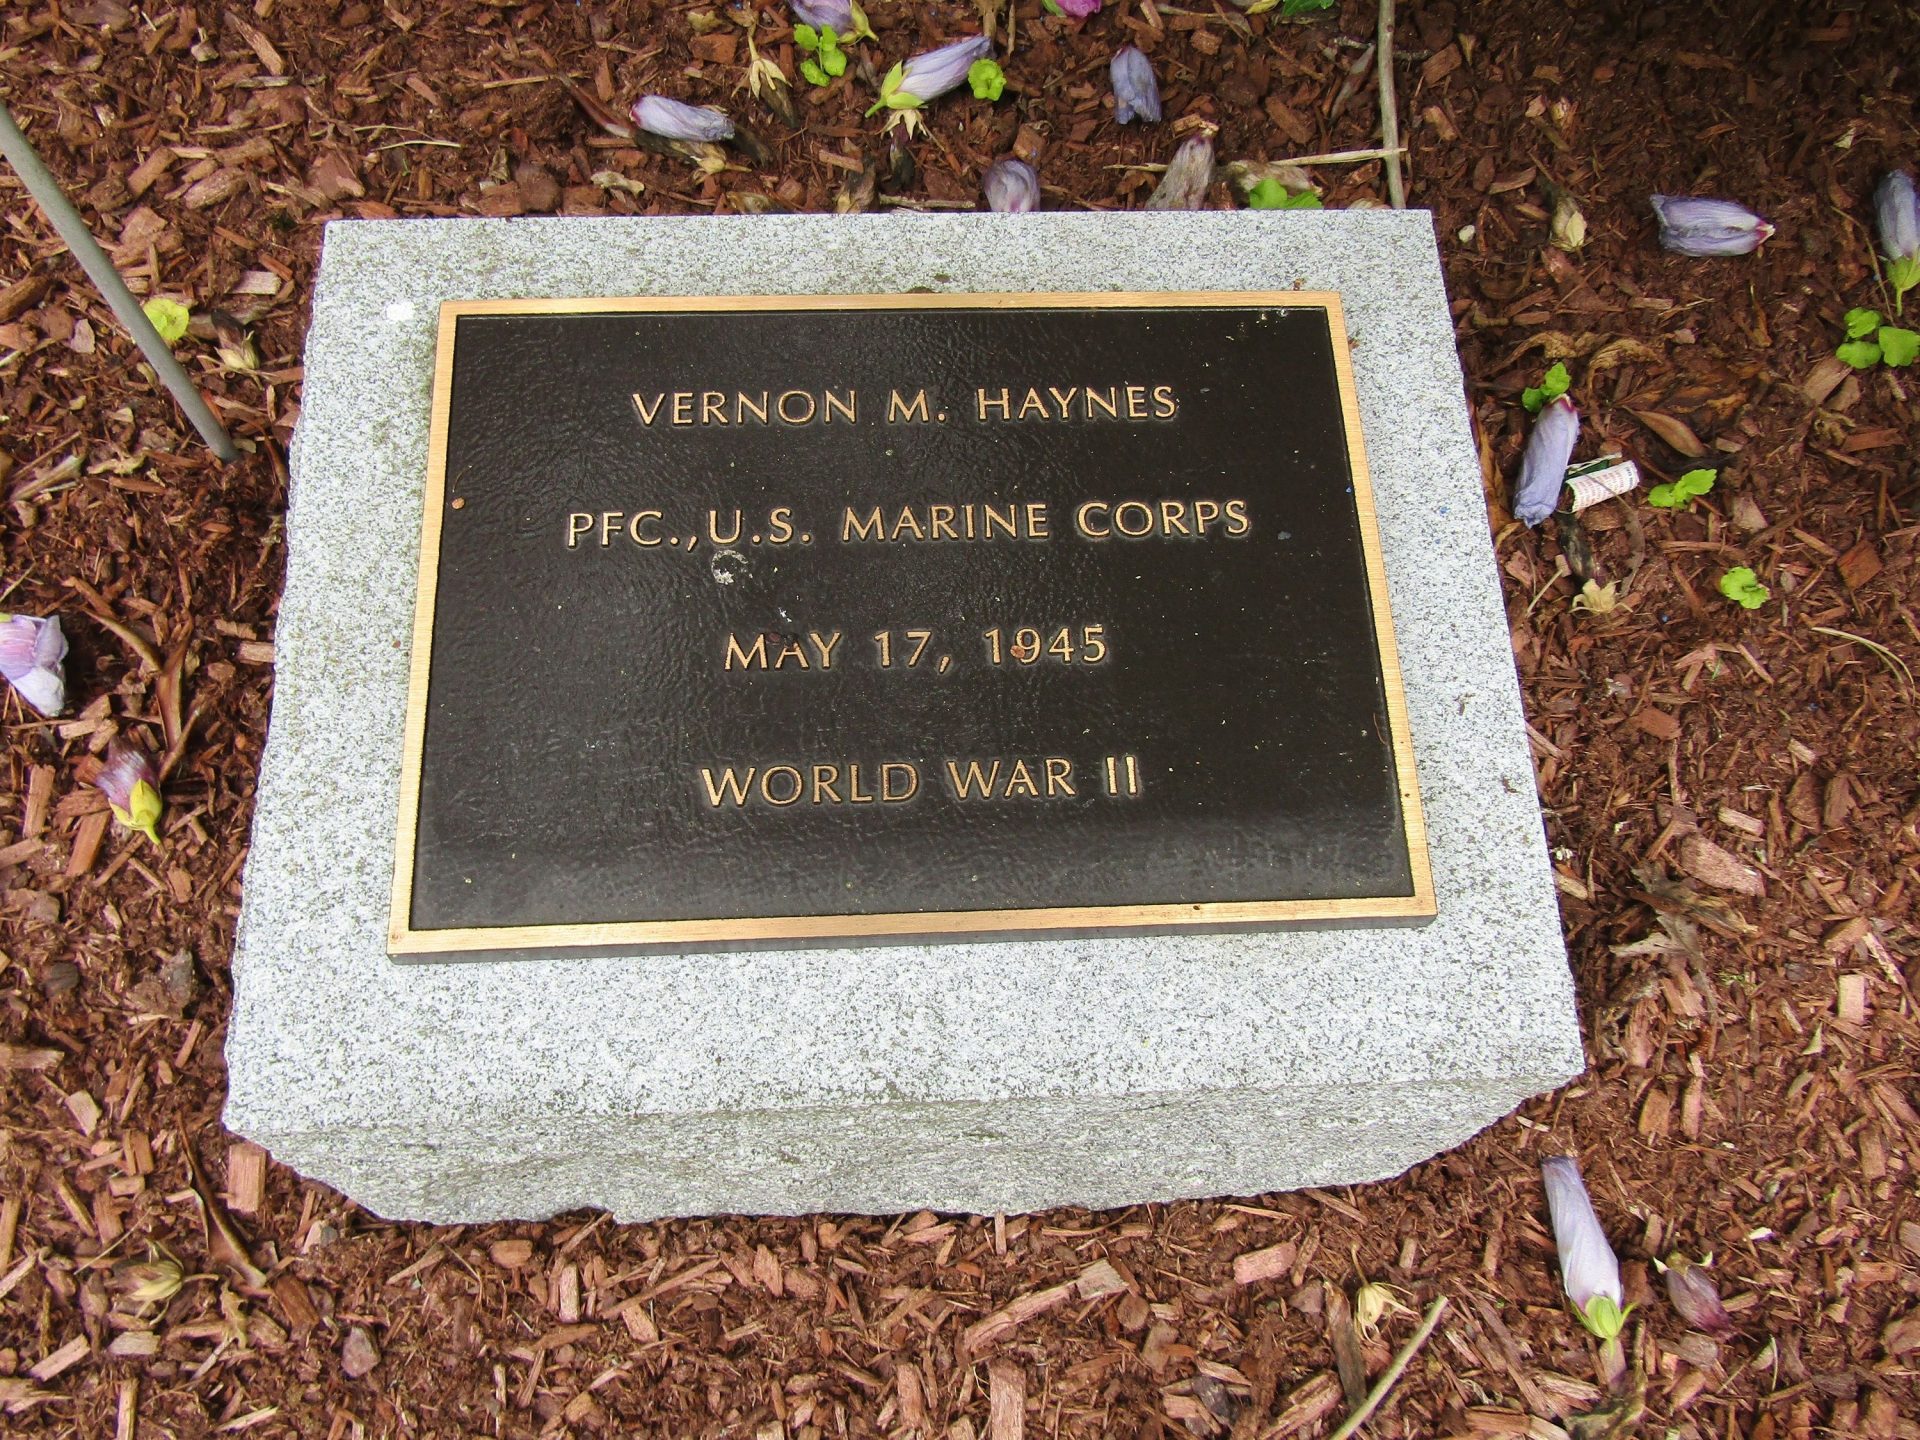 VERNON M. HAYNES
PFC., U.S. MARINE CORPS
MAY 17, 1945
WORLD WAR II